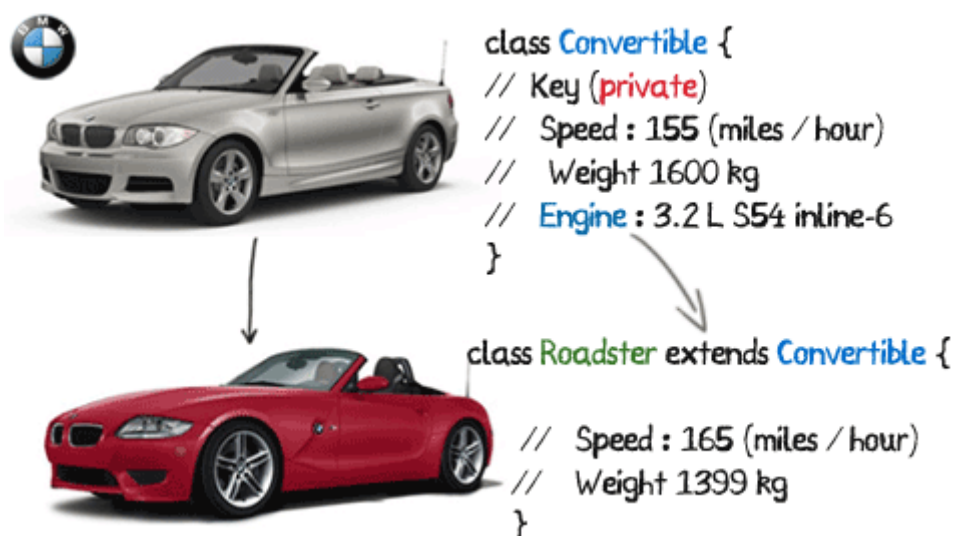 BMW
class Convertible {
// Key (private)
// Speed : 155 (miles / hour)
// Weight 1600 kg
// Engine : 3.2 L S54 inline-6
}
class Roadster extends Convertible {
// Speed : 165 (miles / hour)
// Weight 1399 kg
}